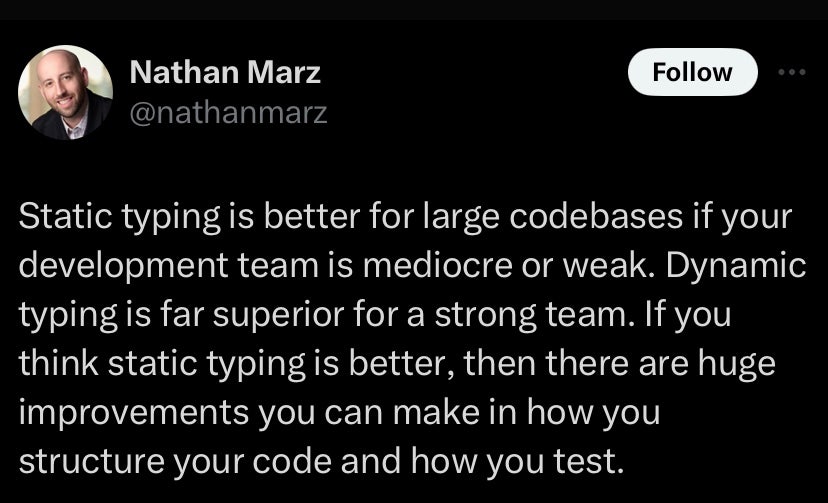 Nathan Marz
Follow
@nathanmarz
Static typing is better for large codebases if your
development team is mediocre or weak. Dynamic
typing is far superior for a strong team. If you
think static typing is better, then there are huge
improvements you can make in how you
structure your code and how you test.